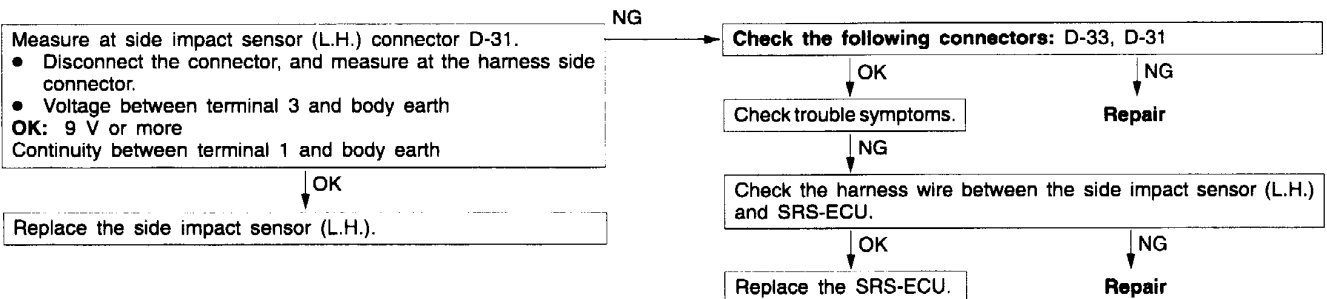 NG
Measure at side impact sensor (L.H.) connector D-31.
● Disconnect the connector, and measure at the harness side
connector.
● Voltage between terminal 3 and body earth
OK: 9 V or more
Continuity between terminal 1 and body earth
OK
Replace the side impact sensor (L.H.).
Check the following connectors: D-33, D-31
OK NG
Check trouble symptoms. Repair
NG
Check the harness wire between the side impact sensor (L.H.)
and SRS-ECU.
OK NG
Replace the SRS-ECU. Repair